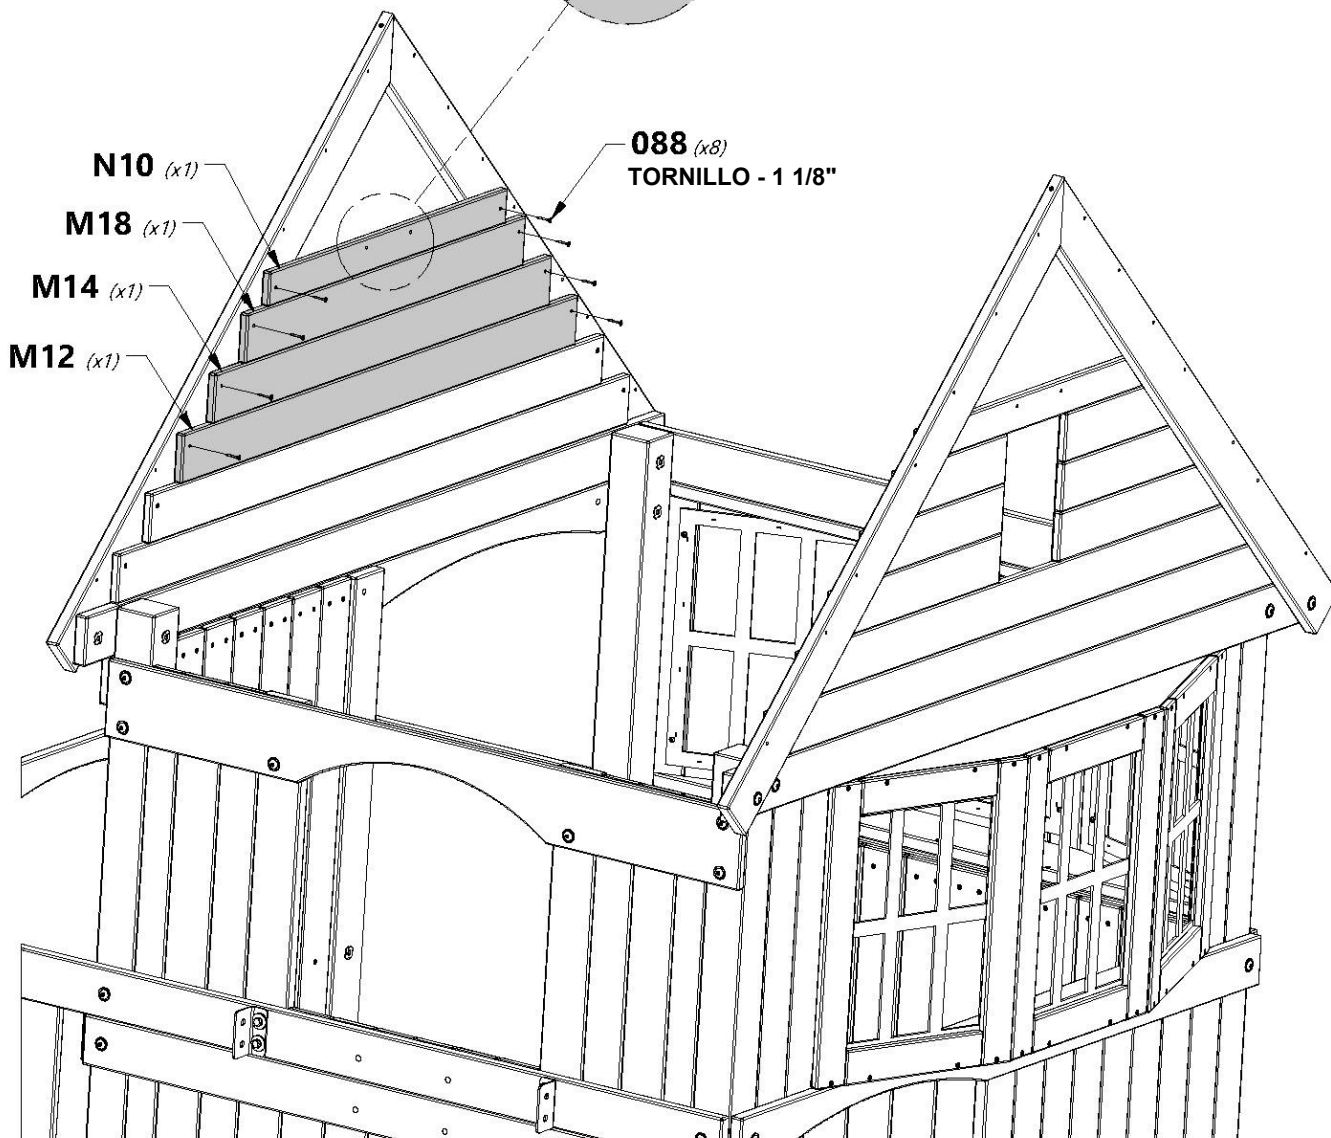 N10 (x1)
088 (x8)
TORNILLO - 1 1/8"
M18 (x1)
M14 (x1)
M12 (x1)